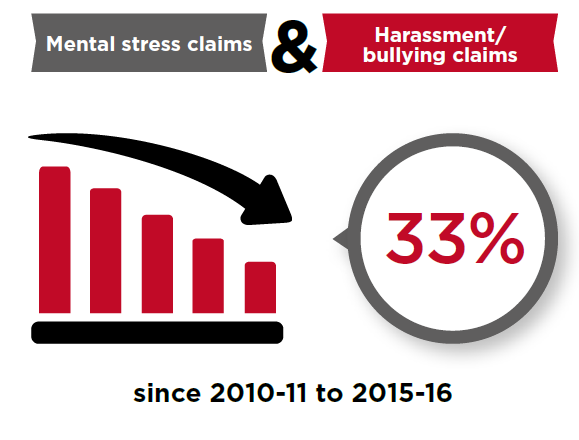 Mental stress claims
&
Harassment/
bullying claims
33%
since 2010-11 to 2015-16